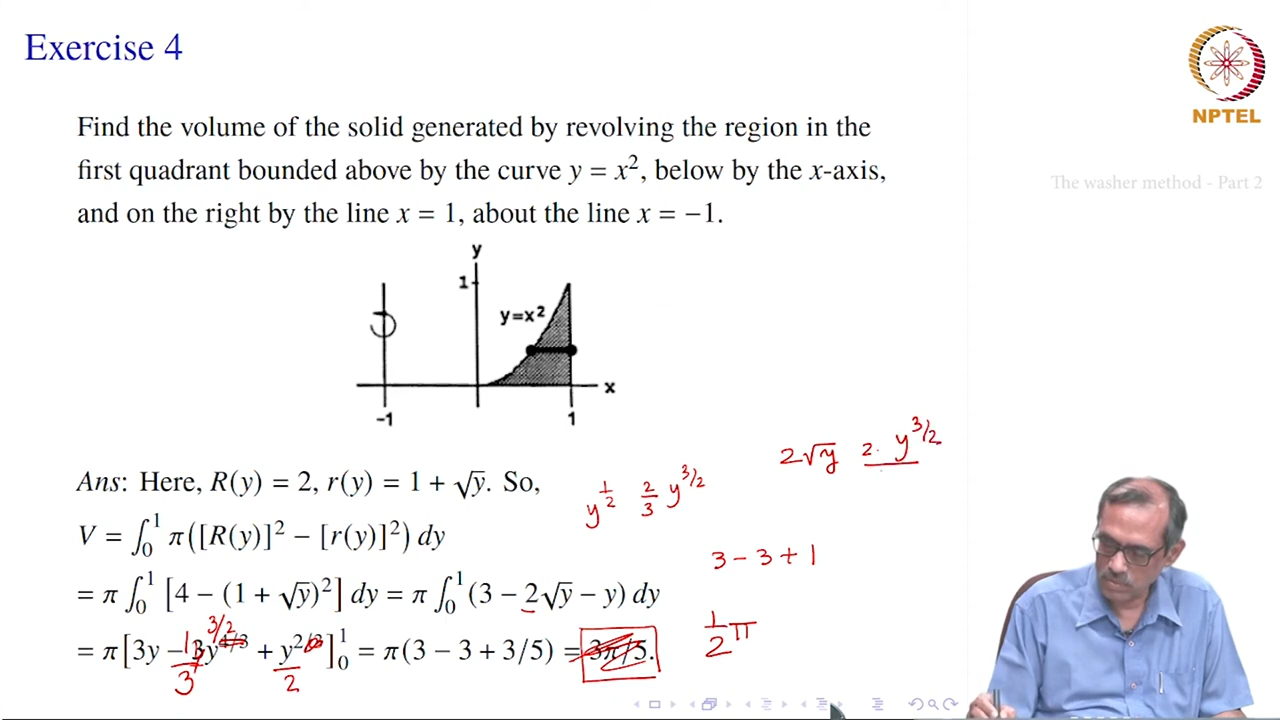 Exercise 4
NPTEL
The washer method - Part 2
Find the volume of the solid generated by revolving the region in the
first quadrant bounded above by the curve y = x², below by the x-axis,
and on the right by the line x = 1, about the line x = −1.
y
1
y=x²
x
−1
1
2√y 2. y^3/2
Ans: Here, R(y) = 2, r(y) = 1 + √y. So,
y^1/2 2/3 y^3/2
V = ∫₀¹ π([R(y)]² − [r(y)]²) dy
3 − 3 + 1
= π ∫₀¹ [4 − (1 + √y)²] dy = π ∫₀¹ (3 − 2√y − y) dy
3/2
= π[3y − y + y² ]₀¹ = π(3 − 3 + 3/5) = 3π/5.
3 2
1/2 π